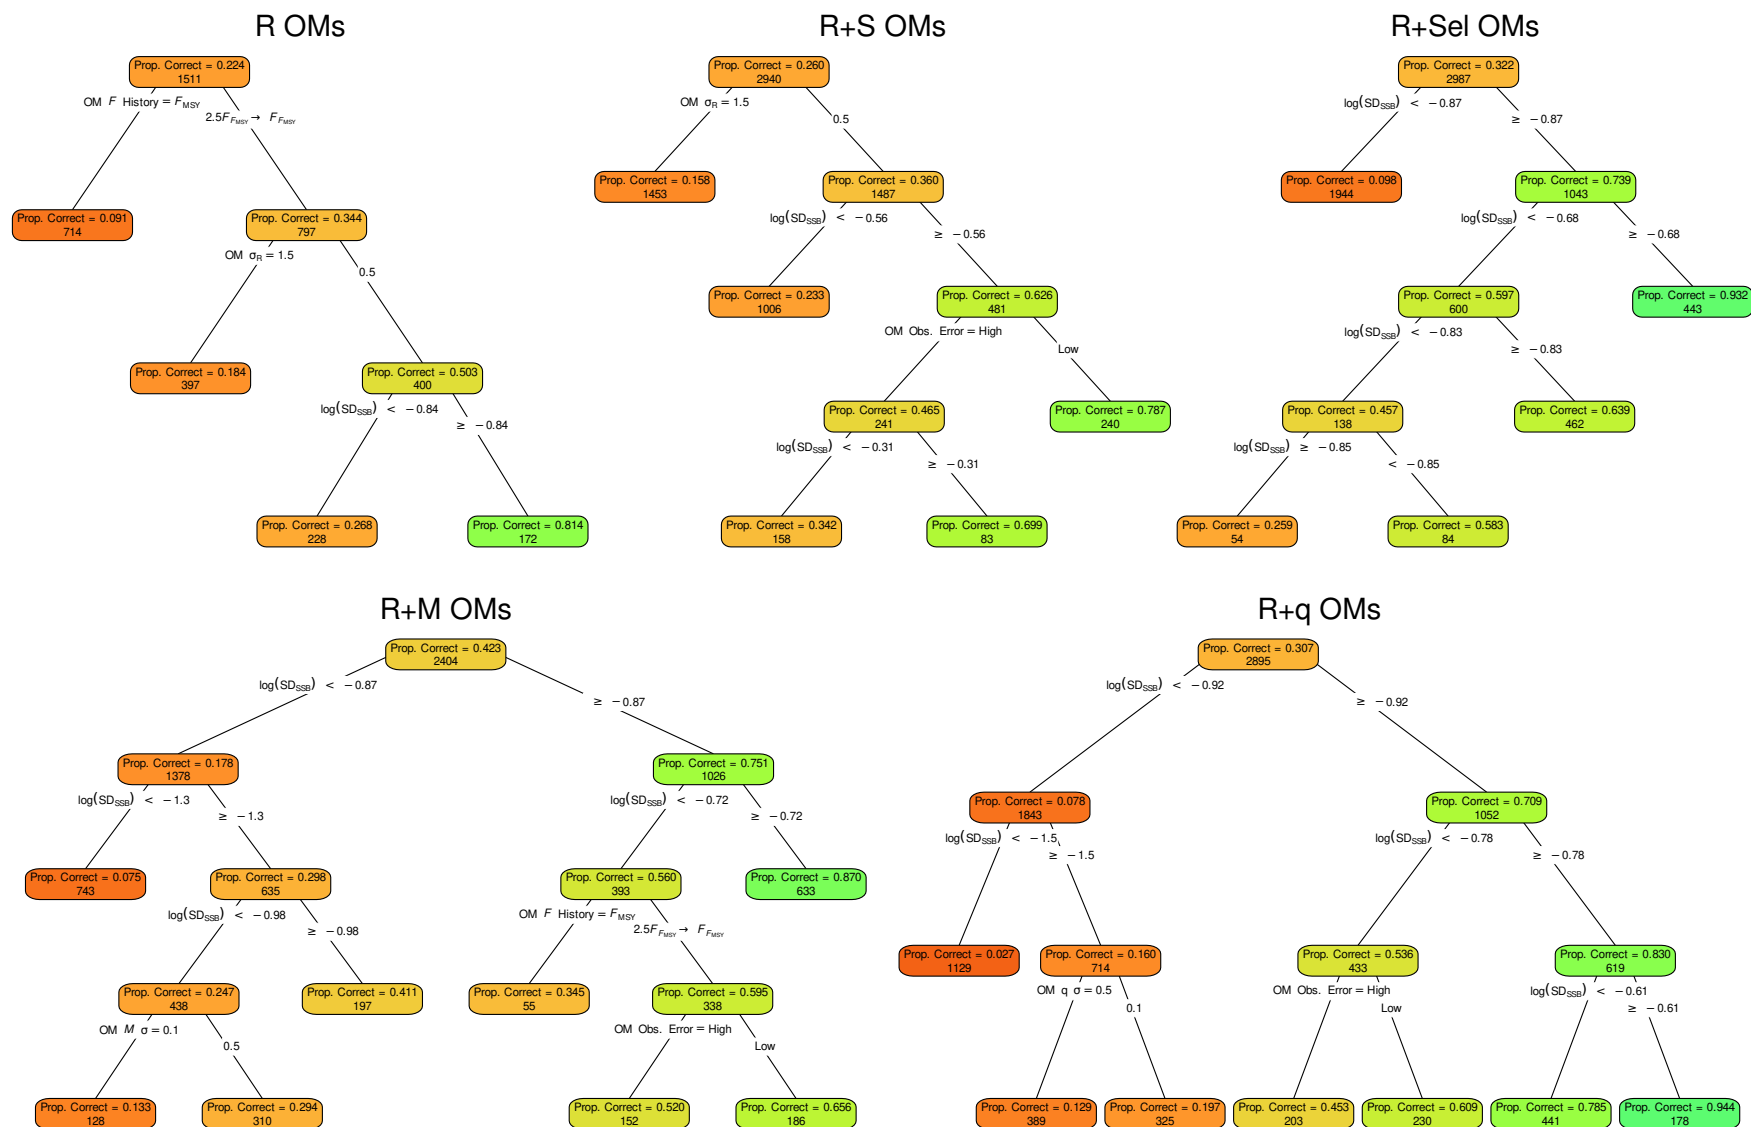 R OMs
Prop. Correct = 0.224
1511
OM F History = F_MSY
2.5F_F_MSY → F_F_MSY
Prop. Correct = 0.091
714
Prop. Correct = 0.344
797
OM σ_R = 1.5
0.5
Prop. Correct = 0.184
397
Prop. Correct = 0.503
400
log(SD_SSB) < −0.84
≥ −0.84
Prop. Correct = 0.268
228
Prop. Correct = 0.814
172
R+S OMs
Prop. Correct = 0.260
2940
OM σ_R = 1.5
0.5
Prop. Correct = 0.158
1453
Prop. Correct = 0.360
1487
log(SD_SSB) < −0.56
≥ −0.56
Prop. Correct = 0.233
1006
Prop. Correct = 0.626
481
OM Obs. Error = High
Low
Prop. Correct = 0.465
241
Prop. Correct = 0.787
240
log(SD_SSB) < −0.31
≥ −0.31
Prop. Correct = 0.342
158
Prop. Correct = 0.699
83
R+Sel OMs
Prop. Correct = 0.322
2987
log(SD_SSB) < −0.87
≥ −0.87
Prop. Correct = 0.098
1944
Prop. Correct = 0.739
1043
log(SD_SSB) < −0.68
≥ −0.68
Prop. Correct = 0.597
600
Prop. Correct = 0.932
443
log(SD_SSB) < −0.83
≥ −0.83
Prop. Correct = 0.457
138
Prop. Correct = 0.639
462
log(SD_SSB) ≥ −0.85
< −0.85
Prop. Correct = 0.259
54
Prop. Correct = 0.583
84
R+M OMs
Prop. Correct = 0.423
2404
log(SD_SSB) < −0.87
≥ −0.87
Prop. Correct = 0.178
1378
Prop. Correct = 0.751
1026
log(SD_SSB) < −1.3
≥ −1.3
log(SD_SSB) < −0.72
≥ −0.72
Prop. Correct = 0.075
743
Prop. Correct = 0.298
635
Prop. Correct = 0.560
393
Prop. Correct = 0.870
633
log(SD_SSB) < −0.98
≥ −0.98
OM F History = F_MSY
2.5F_F_MSY → F_F_MSY
Prop. Correct = 0.247
438
Prop. Correct = 0.411
197
Prop. Correct = 0.345
55
Prop. Correct = 0.595
338
OM M σ = 0.1
0.5
OM Obs. Error = High
Low
Prop. Correct = 0.133
128
Prop. Correct = 0.294
310
Prop. Correct = 0.520
152
Prop. Correct = 0.656
186
R+q OMs
Prop. Correct = 0.307
2895
log(SD_SSB) < −0.92
≥ −0.92
Prop. Correct = 0.078
1843
Prop. Correct = 0.709
1052
log(SD_SSB) < −1.5
≥ −1.5
log(SD_SSB) < −0.78
≥ −0.78
Prop. Correct = 0.027
1129
Prop. Correct = 0.160
714
Prop. Correct = 0.536
433
Prop. Correct = 0.830
619
OM q σ = 0.5
0.1
OM Obs. Error = High
Low
log(SD_SSB) < −0.61
≥ −0.61
Prop. Correct = 0.129
389
Prop. Correct = 0.197
325
Prop. Correct = 0.453
203
Prop. Correct = 0.609
230
Prop. Correct = 0.785
441
Prop. Correct = 0.944
178